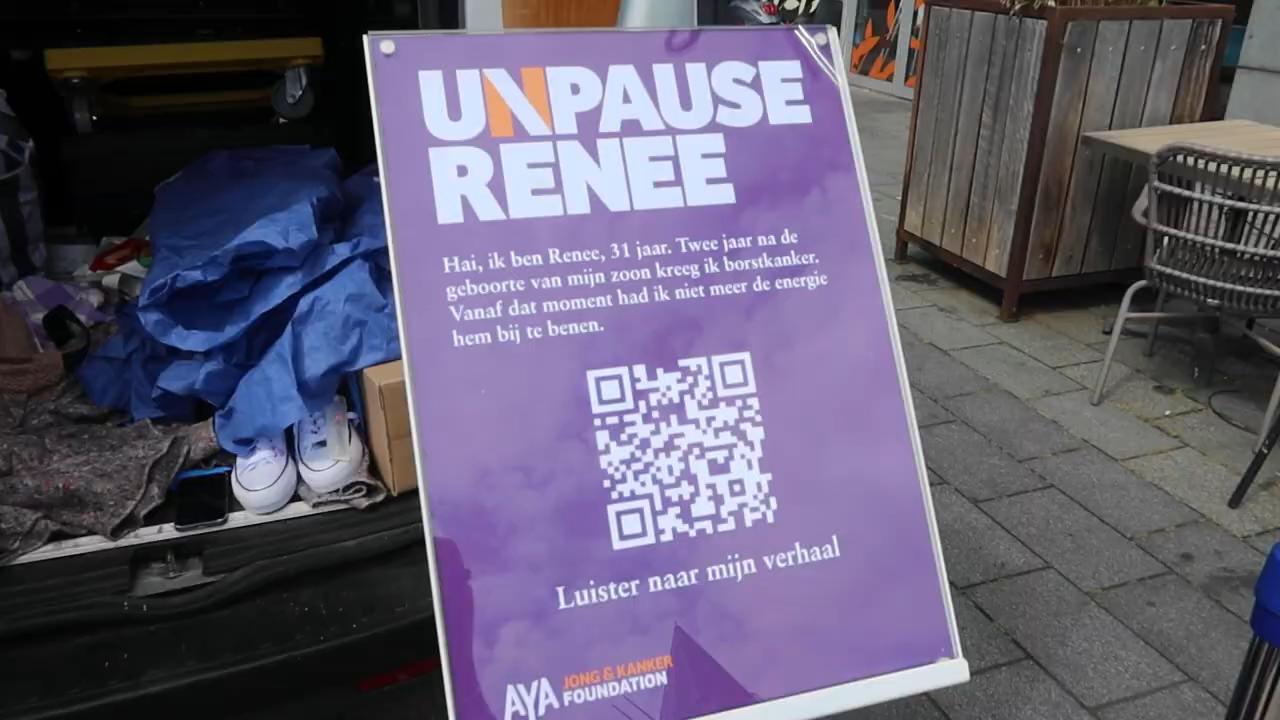 UNPAUSE
RENEE
Hai, ik ben Renee, 31 jaar. Twee jaar na de
geboorte van mijn zoon kreeg ik borstkanker.
Vanaf dat moment had ik niet meer de energie
hem bij te benen.
Luister naar mijn verhaal
AYA JONG & KANKER
FOUNDATION